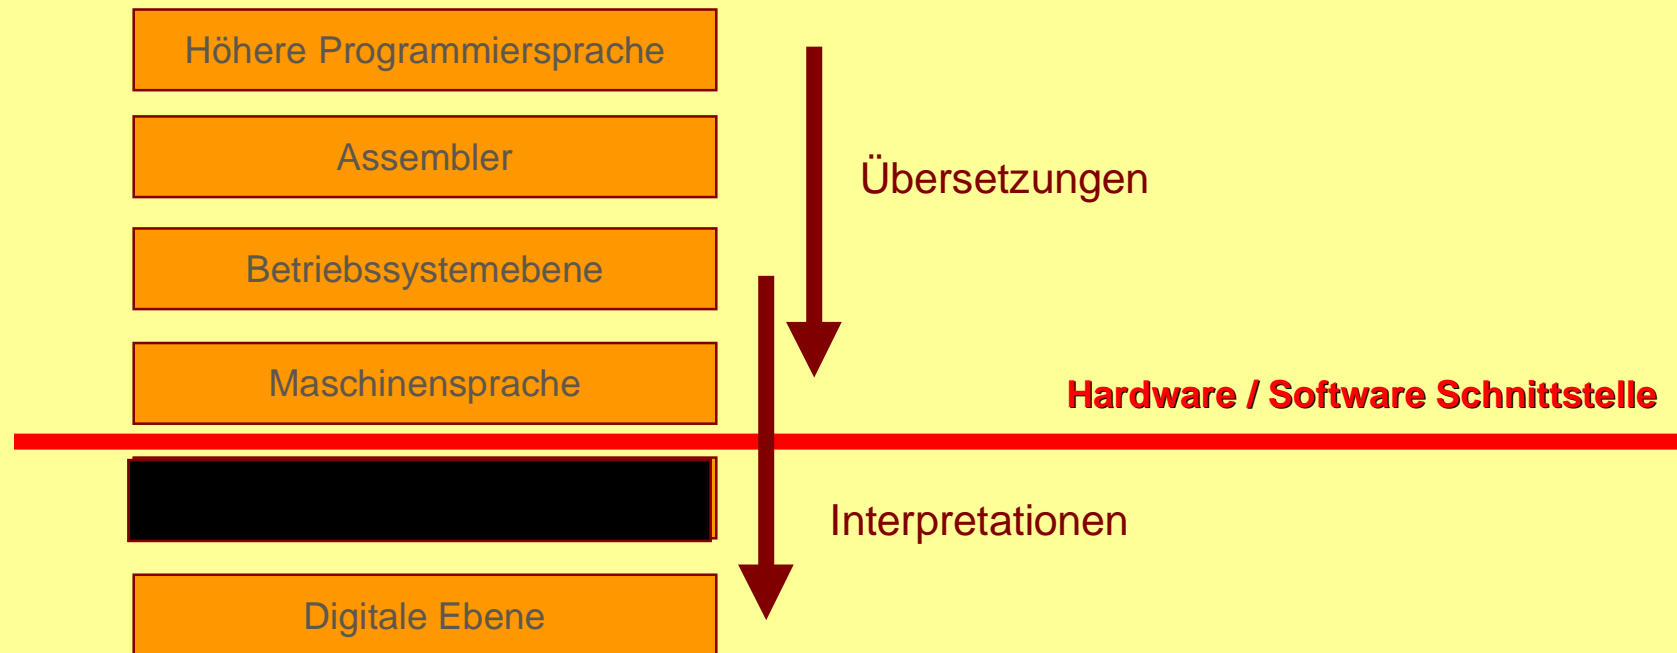 Höhere Programmiersprache
Assembler
Übersetzungen
Betriebssystemebene
Maschinensprache
Hardware / Software Schnittstelle
Interpretationen
Digitale Ebene